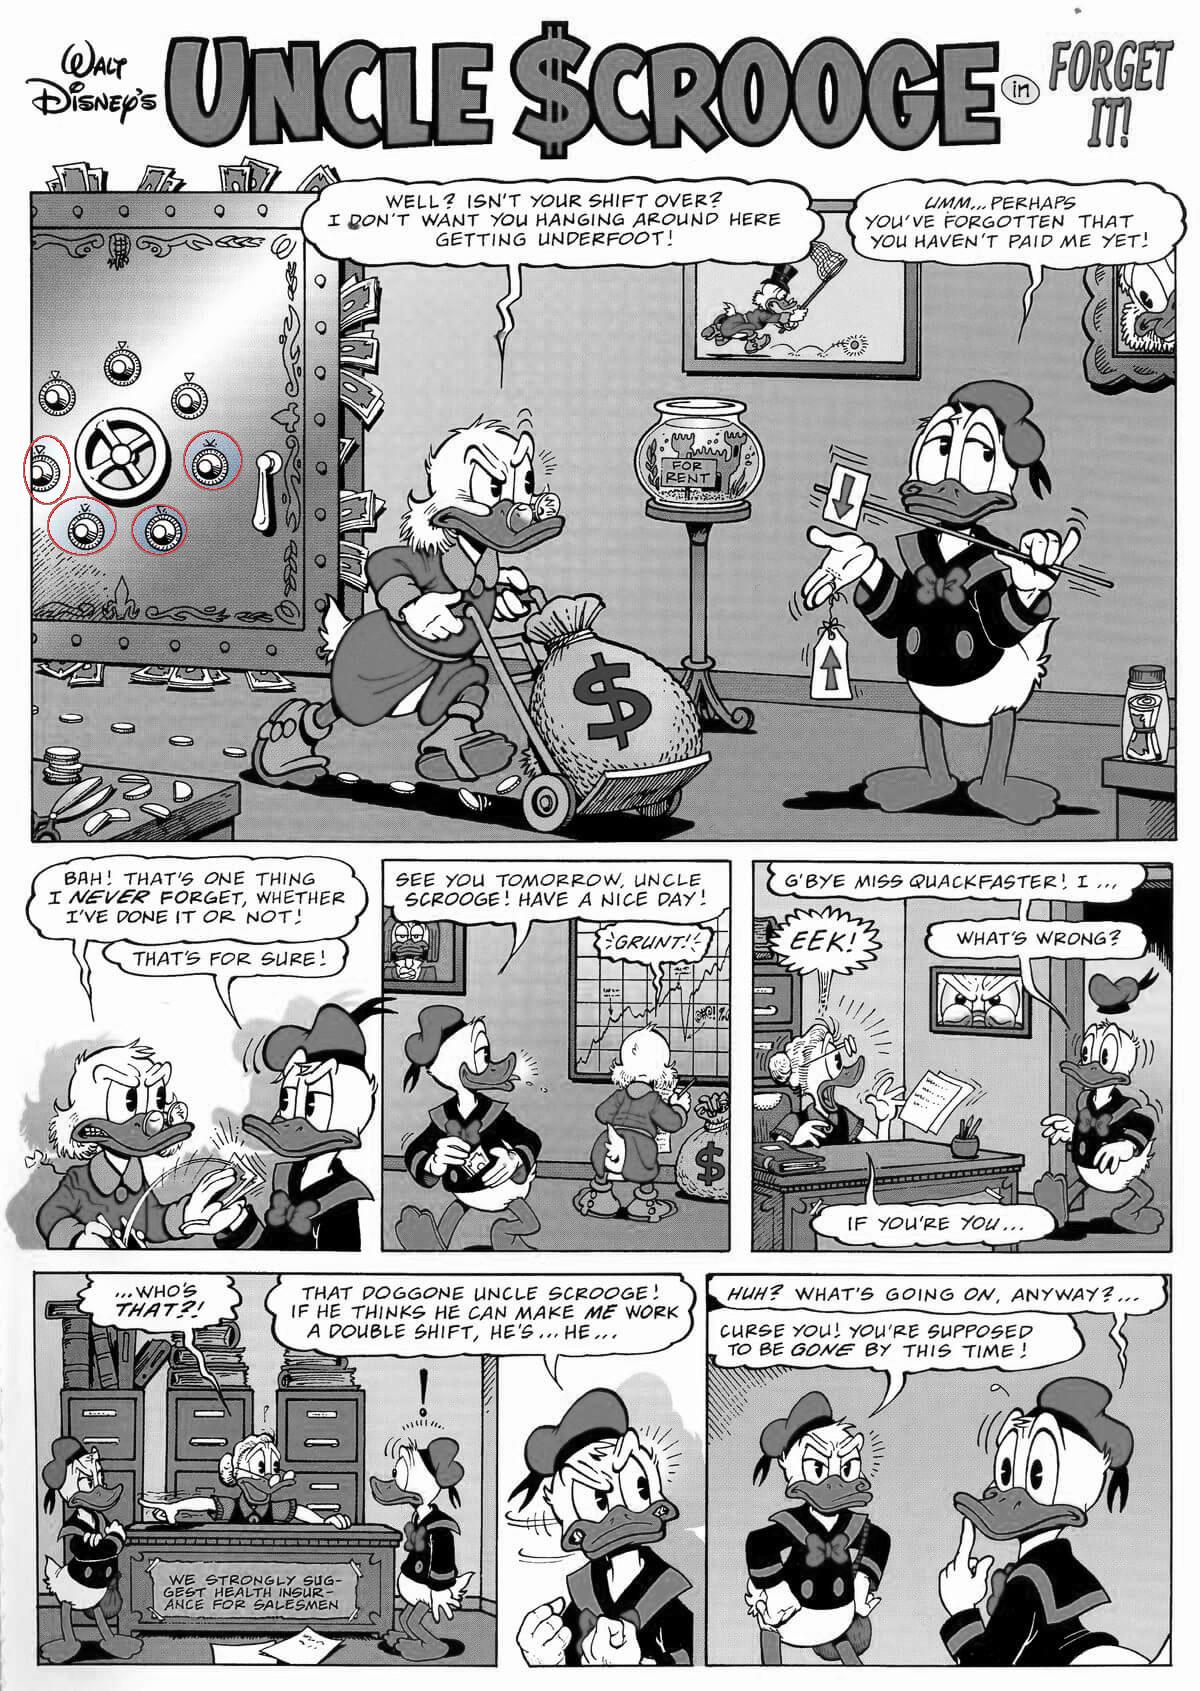 WALT
DISNEY'S
UNCLE $CROOGE
in
FORGET
IT!
WELL? ISN'T YOUR SHIFT OVER?
I DON'T WANT YOU HANGING AROUND HERE
GETTING UNDERFOOT!
UMM... PERHAPS
YOU'VE FORGOTTEN THAT
YOU HAVEN'T PAID ME YET!
FOR
RENT
$
BAH! THAT'S ONE THING
I NEVER FORGET, WHETHER
I'VE DONE IT OR NOT!
THAT'S FOR SURE!
SEE YOU TOMORROW, UNCLE
SCROOGE! HAVE A NICE DAY!
GRUNT!
$
G'BYE MISS QUACKFASTER! I ...
EEK!
WHAT'S WRONG?
IF YOU'RE YOU...
...WHO'S
THAT?!
!
WE STRONGLY SUG-
GEST HEALTH INSUR-
ANCE FOR SALESMEN
THAT DOGGONE UNCLE SCROOGE!
IF HE THINKS HE CAN MAKE ME WORK
A DOUBLE SHIFT, HE'S ... HE...
HUH? WHAT'S GOING ON, ANYWAY?...
CURSE YOU! YOU'RE SUPPOSED
TO BE GONE BY THIS TIME!